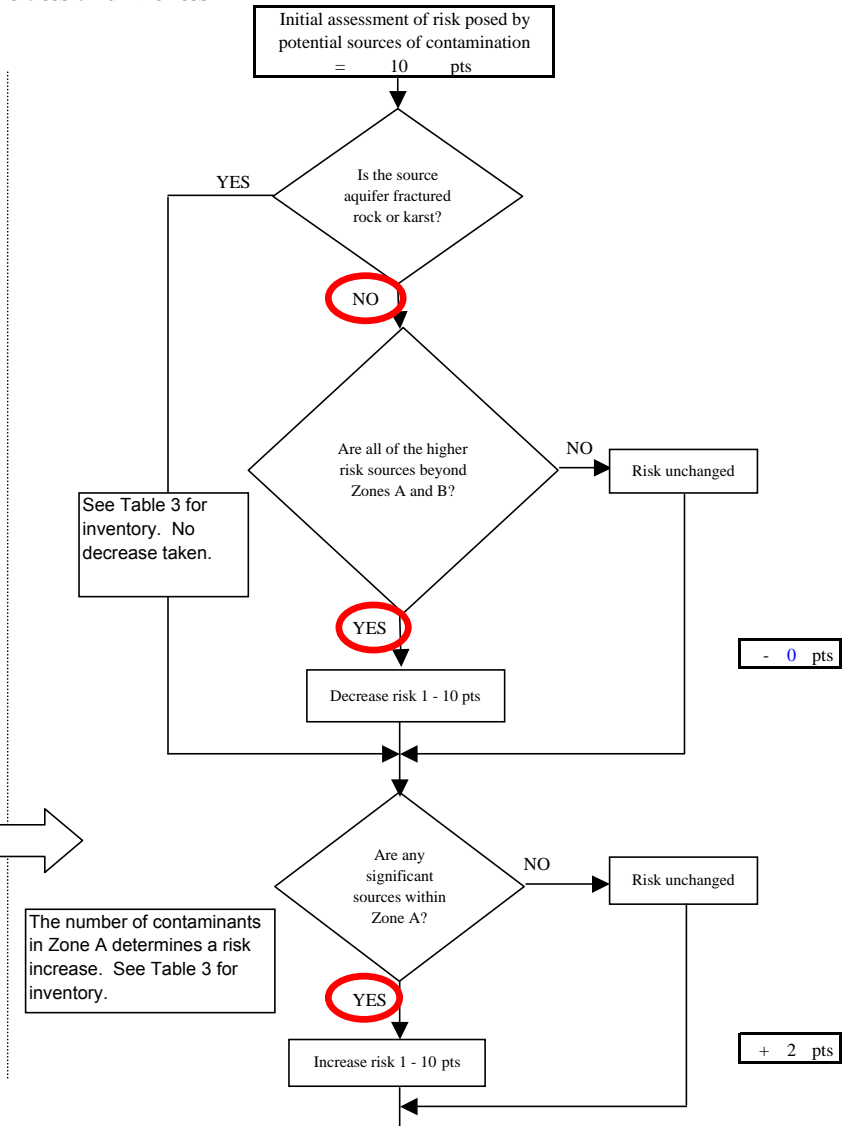 Initial assessment of risk posed by
potential sources of contamination
= 10 pts
Is the source
aquifer fractured
rock or karst?
YES
NO
Are all of the higher
risk sources beyond
Zones A and B?
NO
Risk unchanged
See Table 3 for
inventory. No
decrease taken.
YES
- 0 pts
Decrease risk 1 - 10 pts
Are any
significant
sources within
Zone A?
NO
Risk unchanged
The number of contaminants
in Zone A determines a risk
increase. See Table 3 for
inventory.
YES
+ 2 pts
Increase risk 1 - 10 pts